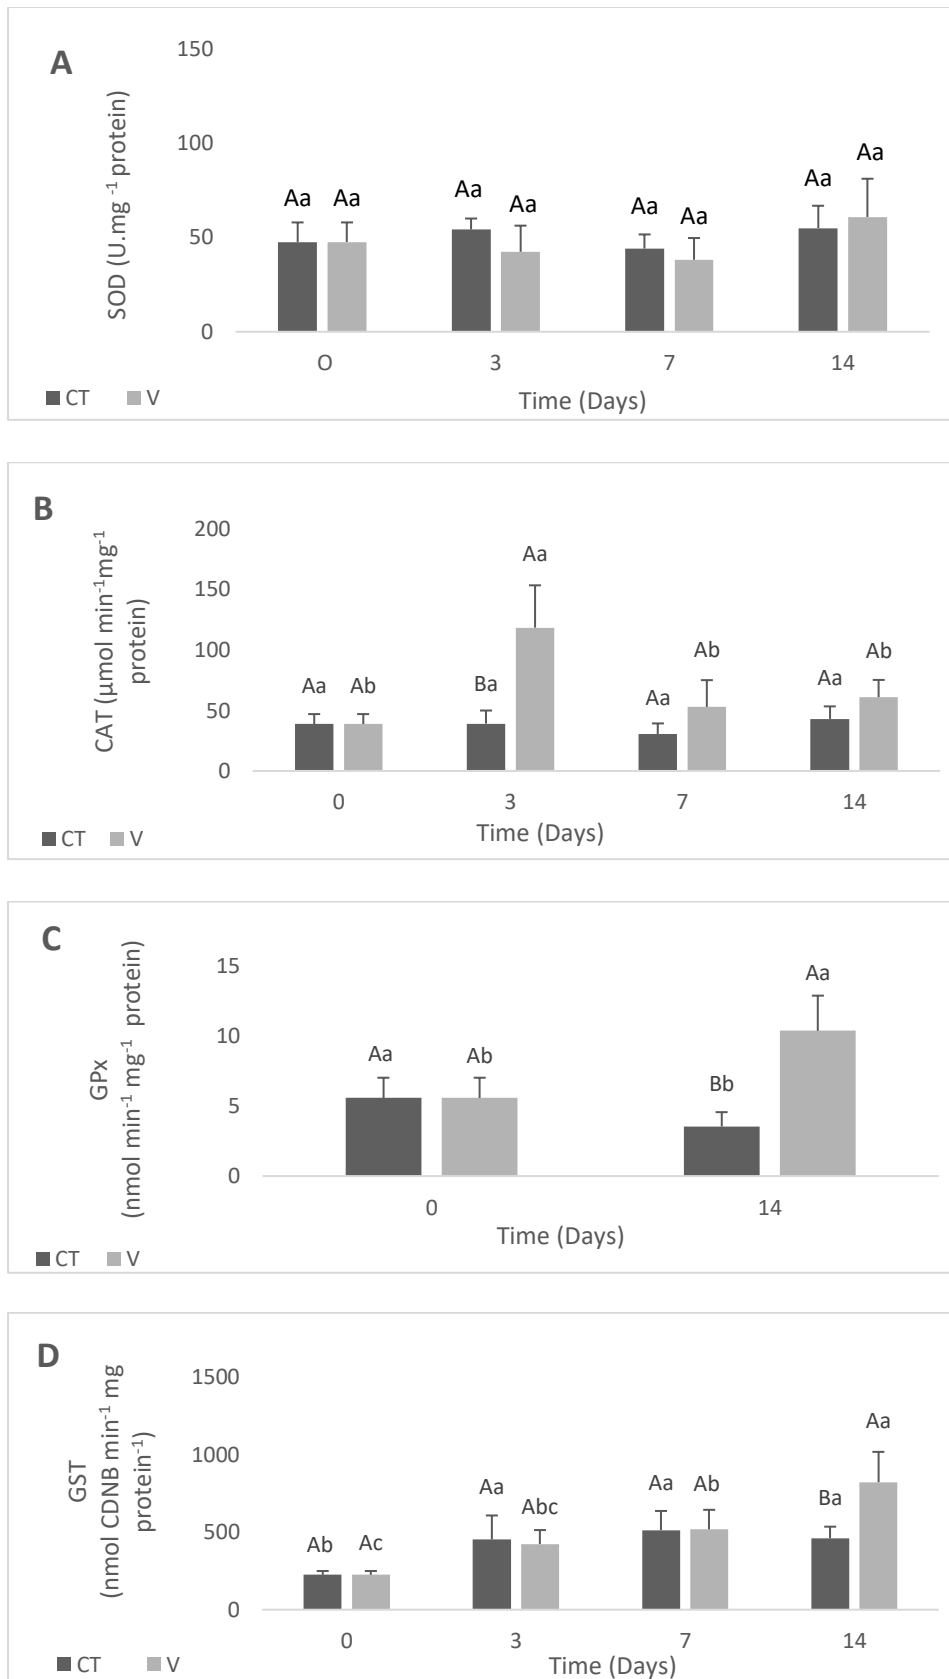 A
SOD (U.mg ⁻¹ protein)
150
100
50
0
Aa Aa Aa Aa Aa Aa Aa Aa
O 3 7 14
Time (Days)
CT V
B
CAT (µmol min⁻¹mg⁻¹
protein)
200
150
100
50
0
Aa Ab Ba Aa Aa Ab Aa Ab
0 3 7 14
Time (Days)
CT V
C
GPx
(nmol min⁻¹ mg⁻¹ protein)
15
10
5
0
Aa Ab Bb Aa
0 14
Time (Days)
CT V
D
GST
(nmol CDNB min⁻¹ mg
protein⁻¹)
1500
1000
500
0
Ab Ac Aa Abc Aa Ab Ba Aa
0 3 7 14
Time (Days)
CT V